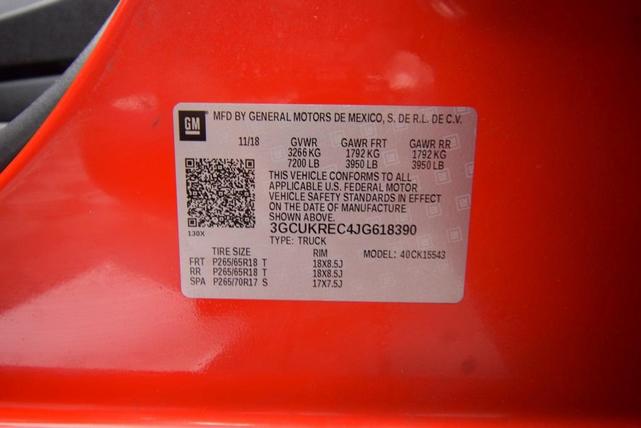 GM MFD BY GENERAL MOTORS DE MEXICO, S. DE R.L. DE C.V.
11/18 GVWR GAWR FRT GAWR RR
3266 KG 1792 KG 1792 KG
7200 LB 3950 LB 3950 LB
THIS VEHICLE CONFORMS TO ALL
APPLICABLE U.S. FEDERAL MOTOR
VEHICLE SAFETY STANDARDS IN EFFECT
ON THE DATE OF MANUFACTURE
SHOWN ABOVE.
130X 3GCUKREC4JG618390
TYPE: TRUCK
TIRE SIZE RIM MODEL: 40CK15543
FRT P265/65R18 T 18X8.5J
RR P265/65R18 T 18X8.5J
SPA P265/70R17 S 17X7.5J